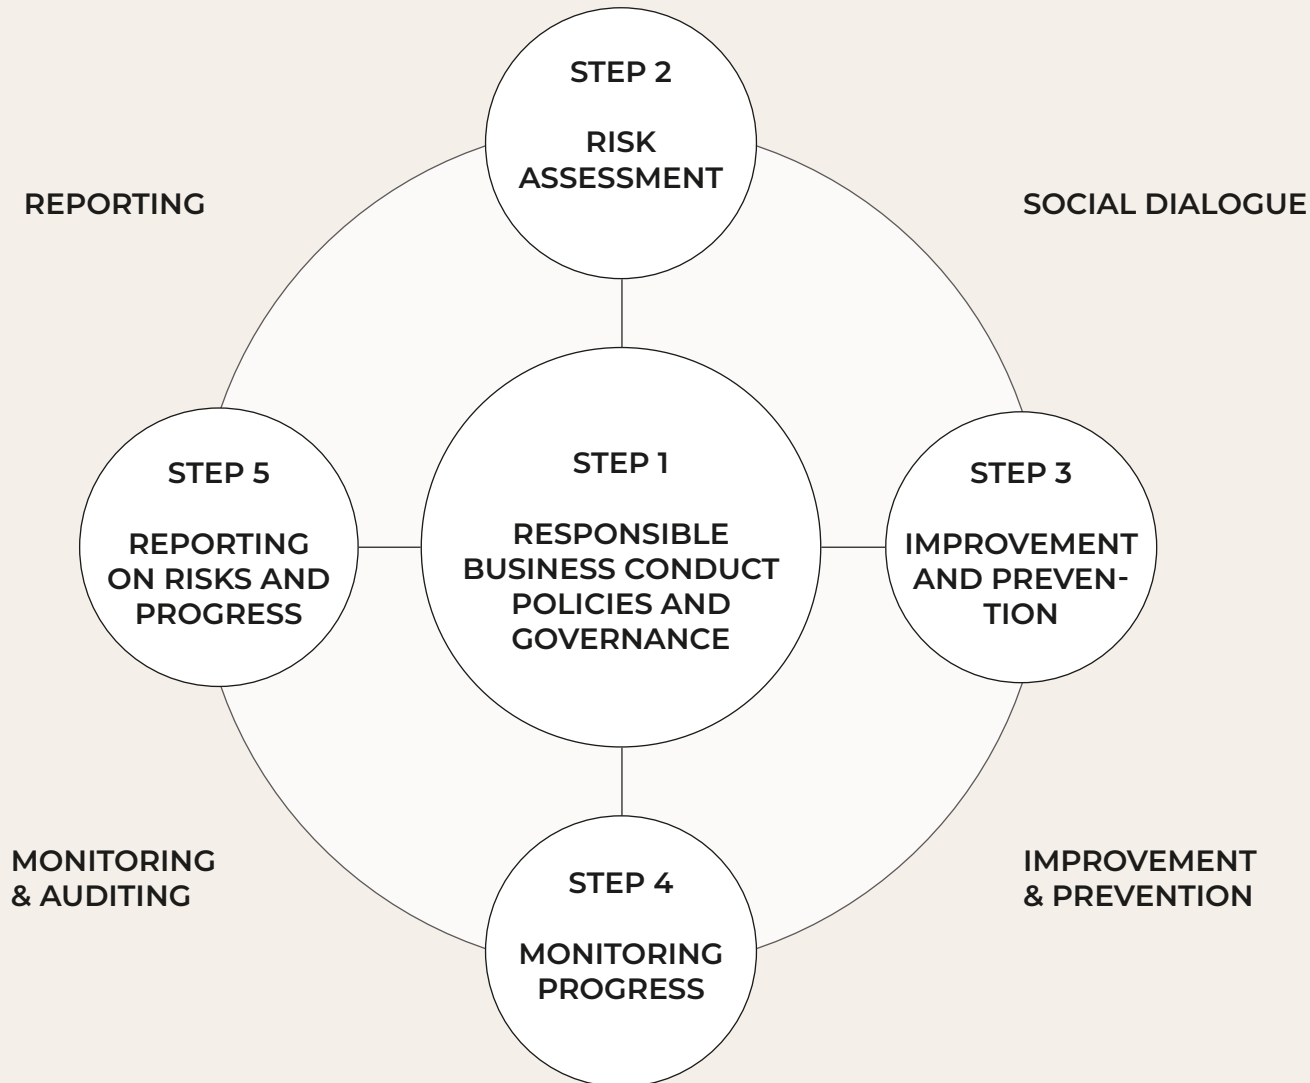 STEP 2
RISK
ASSESSMENT
REPORTING
SOCIAL DIALOGUE
STEP 1
RESPONSIBLE
BUSINESS CONDUCT
POLICIES AND
GOVERNANCE
STEP 5
REPORTING
ON RISKS AND
PROGRESS
STEP 3
IMPROVEMENT
AND PREVEN-
TION
MONITORING
& AUDITING
IMPROVEMENT
& PREVENTION
STEP 4
MONITORING
PROGRESS